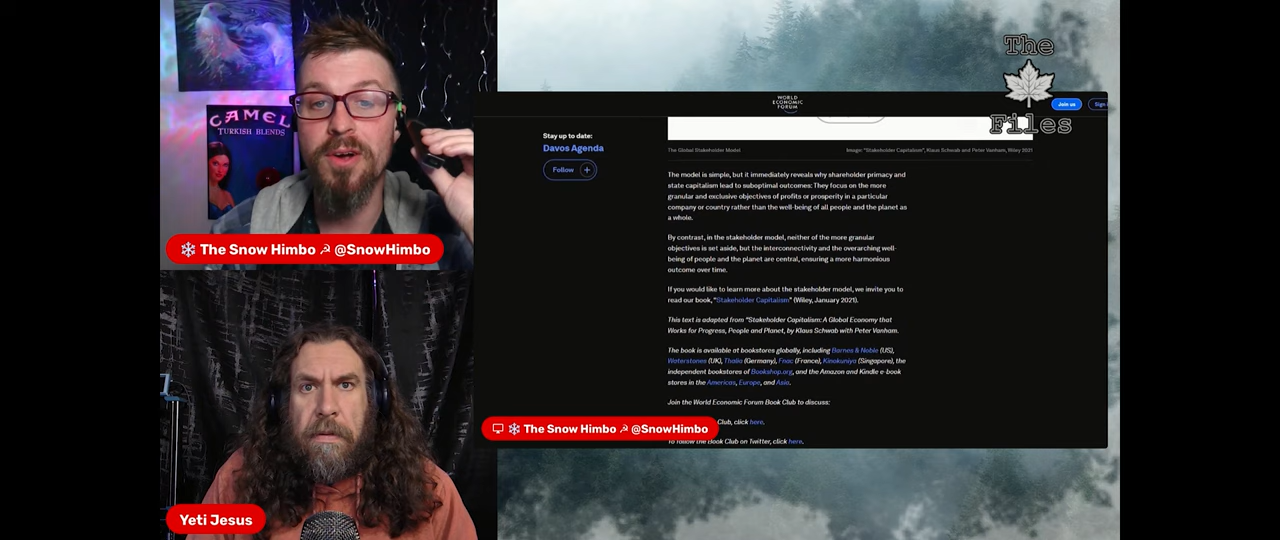 CAMEL
TURKISH BLENDS
❄️ The Snow Himbo ☭ @SnowHimbo
Yeti Jesus
The
Files
WORLD
ECONOMIC
FORUM
Join us
Sign
Stay up to date:
Davos Agenda
Follow +
The Global Stakeholder Model
Image: "Stakeholder Capitalism", Klaus Schwab and Peter Vanham, Wiley 2021
The model is simple, but it immediately reveals why shareholder primacy and
state capitalism lead to suboptimal outcomes: They focus on the more
granular and exclusive objectives of profits or prosperity in a particular
company or country rather than the well-being of all people and the planet as
a whole.
By contrast, in the stakeholder model, neither of the more granular
objectives is set aside, but the interconnectivity and the overarching well-
being of people and the planet are central, ensuring a more harmonious
outcome over time.
If you would like to learn more about the stakeholder model, we invite you to
read our book, "Stakeholder Capitalism" (Wiley, January 2021).
This text is adapted from "Stakeholder Capitalism: A Global Economy that
Works for Progress, People and Planet, by Klaus Schwab with Peter Vanham.
The book is available at bookstores globally, including Barnes & Noble (US),
Waterstones (UK), Thalia (Germany), Fnac (France), Kinokuniya (Singapore), the
independent bookstores of Bookshop.org, and the Amazon and Kindle e-book
stores in the Americas, Europe, and Asia.
Join the World Economic Forum Book Club to discuss:
Club, click here.
❄️ The Snow Himbo ☭ @SnowHimbo
To follow the Book Club on Twitter, click here.